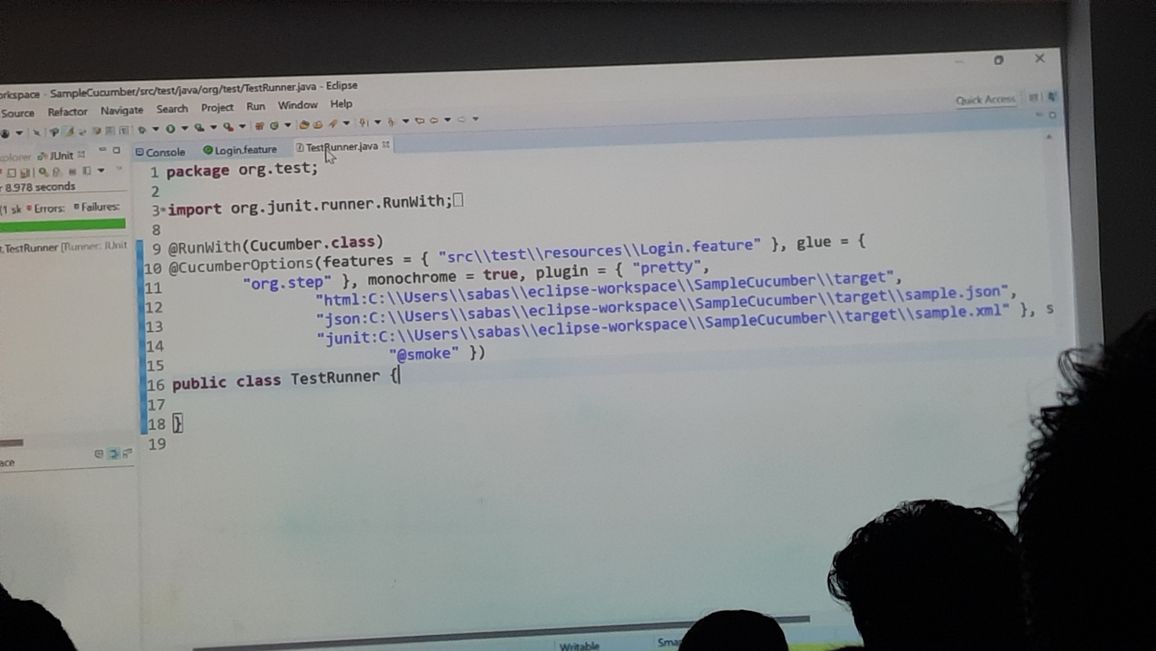 orkspace - SampleCucumber/src/test/java/org/test/TestRunner.java - Eclipse
Source Refactor Navigate Search Project Run Window Help
Quick Access
plorer JUnit
Console Login.feature TestRunner.java
r 8.978 seconds
(1 sk Errors: Failures:
t.TestRunner [Runner: JUnit
1 package org.test;
2
3 import org.junit.runner.RunWith;
8
9 @RunWith(Cucumber.class)
10 @CucumberOptions(features = { "src\\test\\resources\\Login.feature" }, glue = {
11 "org.step" }, monochrome = true, plugin = { "pretty",
12 "html:C:\\Users\\sabas\\eclipse-workspace\\SampleCucumber\\target",
13 "json:C:\\Users\\sabas\\eclipse-workspace\\SampleCucumber\\target\\sample.json",
14 "junit:C:\\Users\\sabas\\eclipse-workspace\\SampleCucumber\\target\\sample.xml" }, s
15 "@smoke" })
16 public class TestRunner {
17
18 }
19
ace
Writable Sma